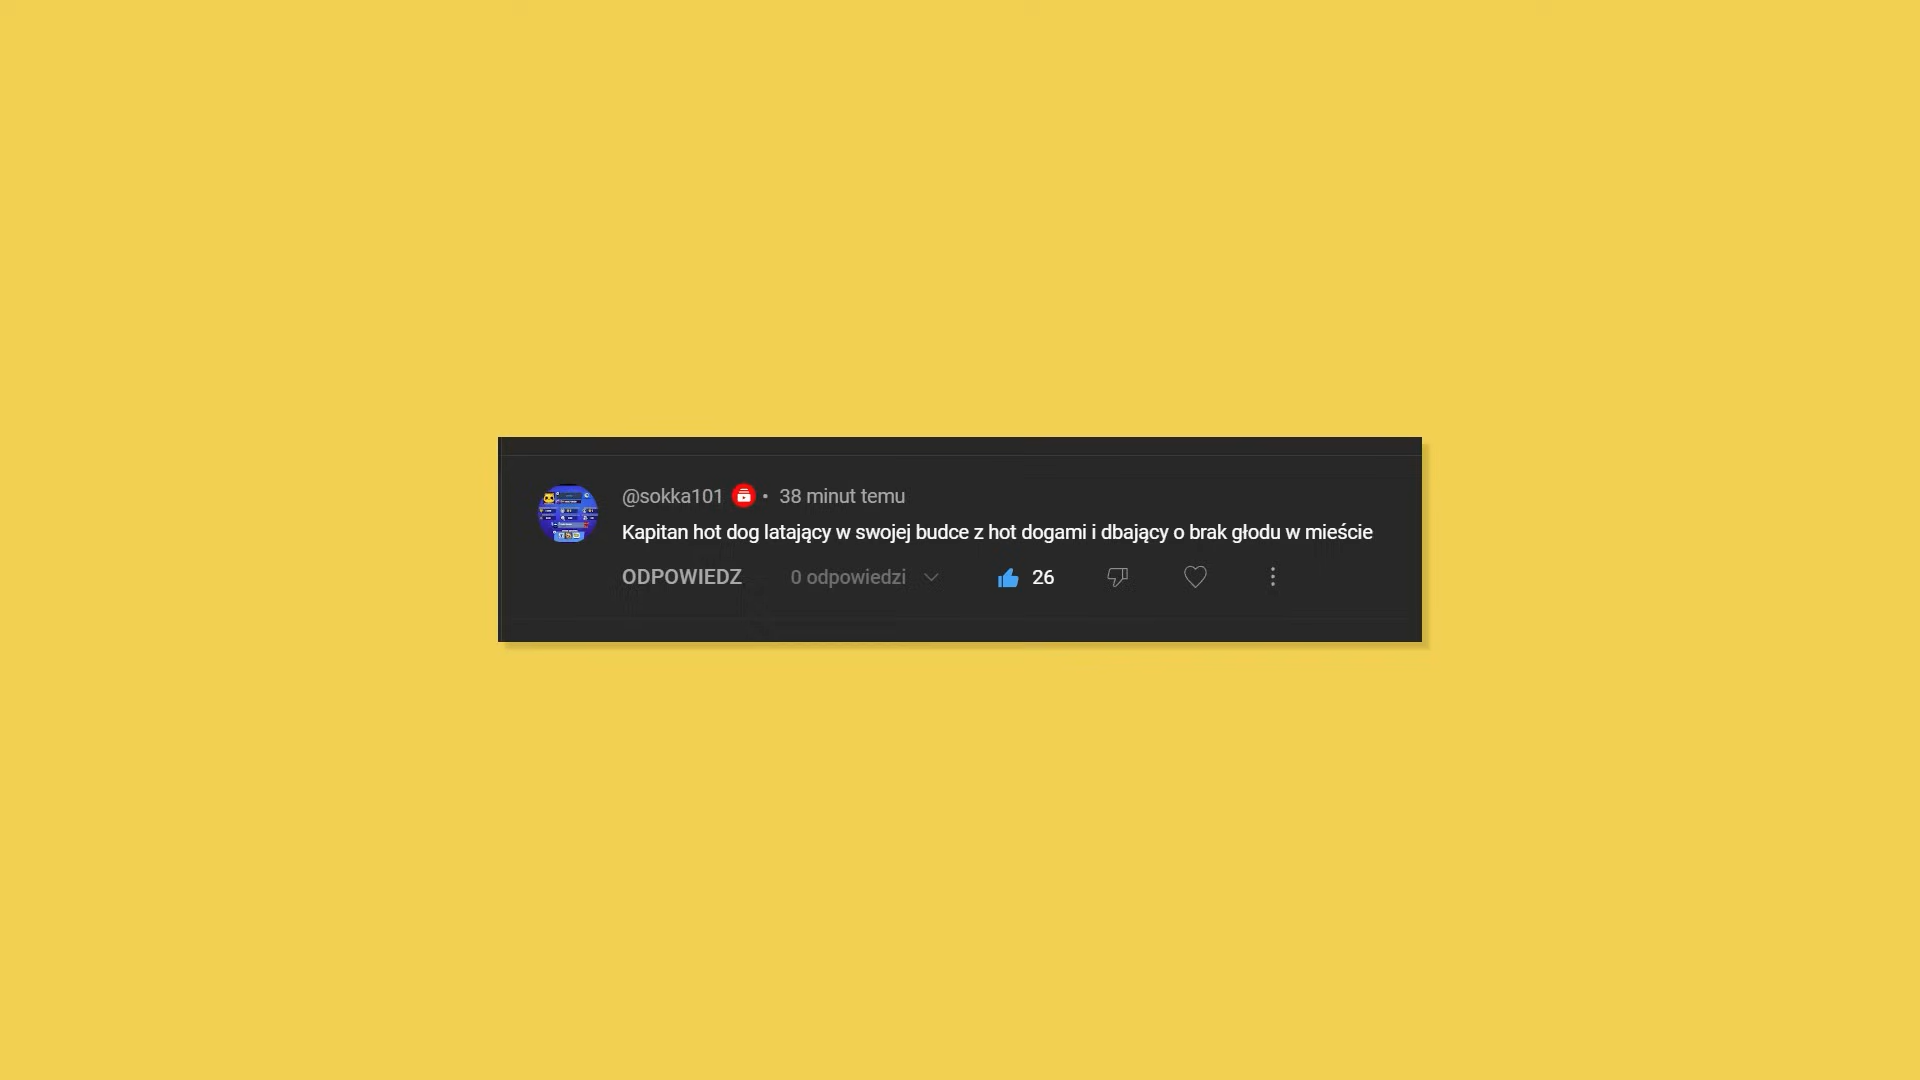 @sokka101 • 38 minut temu
Kapitan hot dog latający w swojej budce z hot dogami i dbający o brak głodu w mieście
ODPOWIEDZ 0 odpowiedzi 26